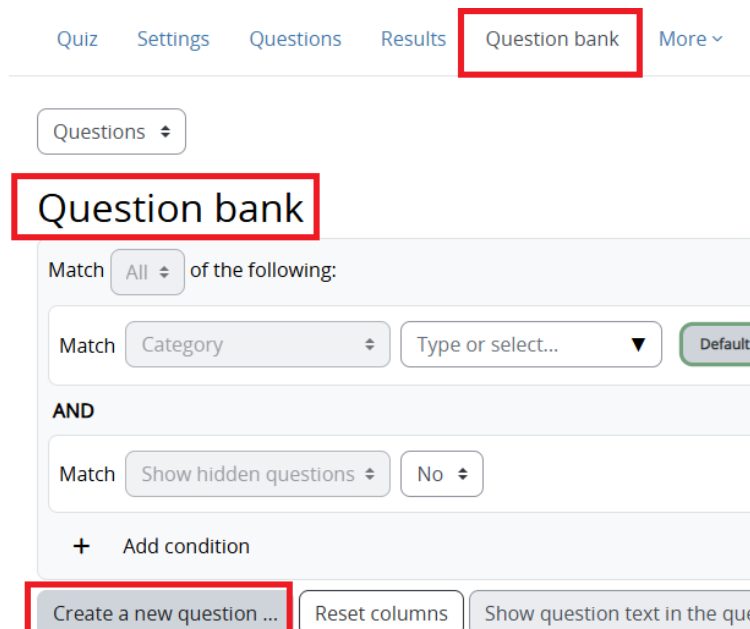 Quiz Settings Questions Results Question bank More
Questions
Question bank
Match All of the following:
Match Category Type or select... Default
AND
Match Show hidden questions No
+ Add condition
Create a new question ... Reset columns Show question text in the que